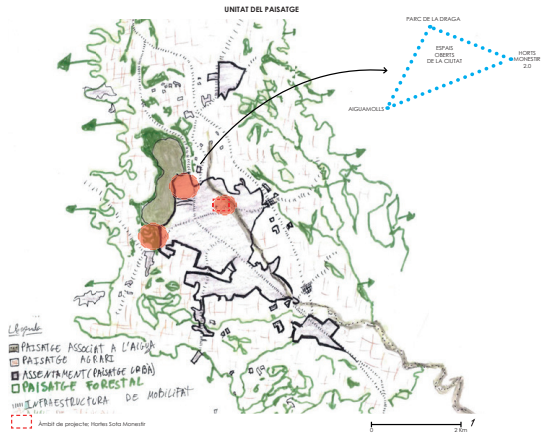 UNITAT DEL PAISATGE
PARC DE LA DRAGA
ESPAIS
OBERTS
DE LA CIUTAT
HORTS
MONESTIR
2.0
AIGUAMOLLS
Llegenda
PAISATGE ASSOCIAT A L'AIGUA
PAISATGE AGRARI
ASSENTAMENT (PAISATGE URBÀ)
PAISATGE FORESTAL
INFRAESTRUCTURA DE MOBILITAT
Àmbit de projecte: Hortes Sota Monestir
0 2 Km